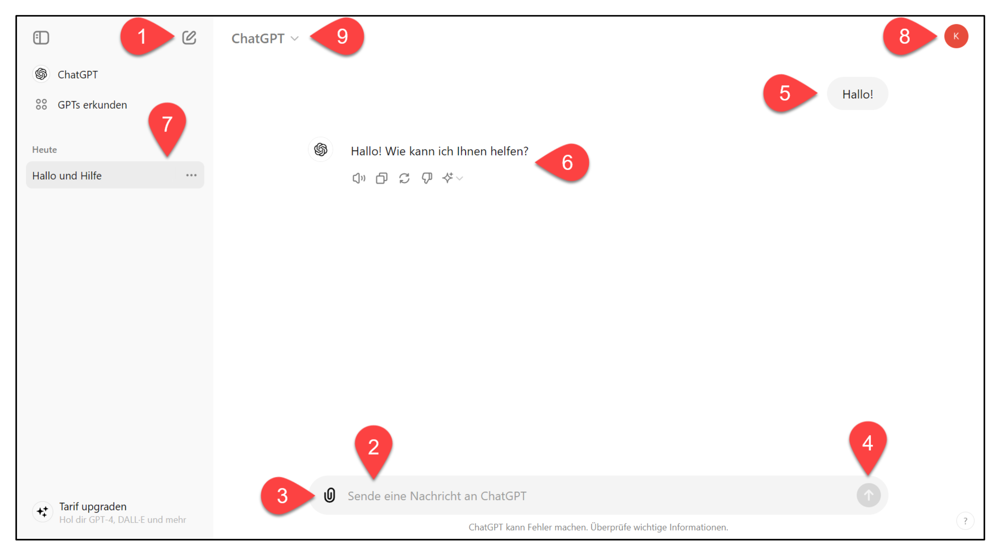 1
ChatGPT
9
8
K
ChatGPT
GPTs erkunden
7
Heute
Hallo und Hilfe
5
Hallo!
Hallo! Wie kann ich Ihnen helfen?
6
2
4
3
Sende eine Nachricht an ChatGPT
Tarif upgraden
Hol dir GPT-4, DALL·E und mehr
ChatGPT kann Fehler machen. Überprüfe wichtige Informationen.
?